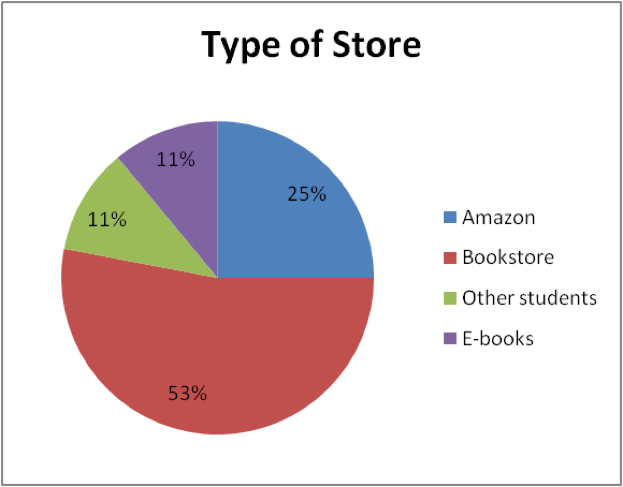 Type of Store
11%
25%
11%
53%
Amazon
Bookstore
Other students
E-books